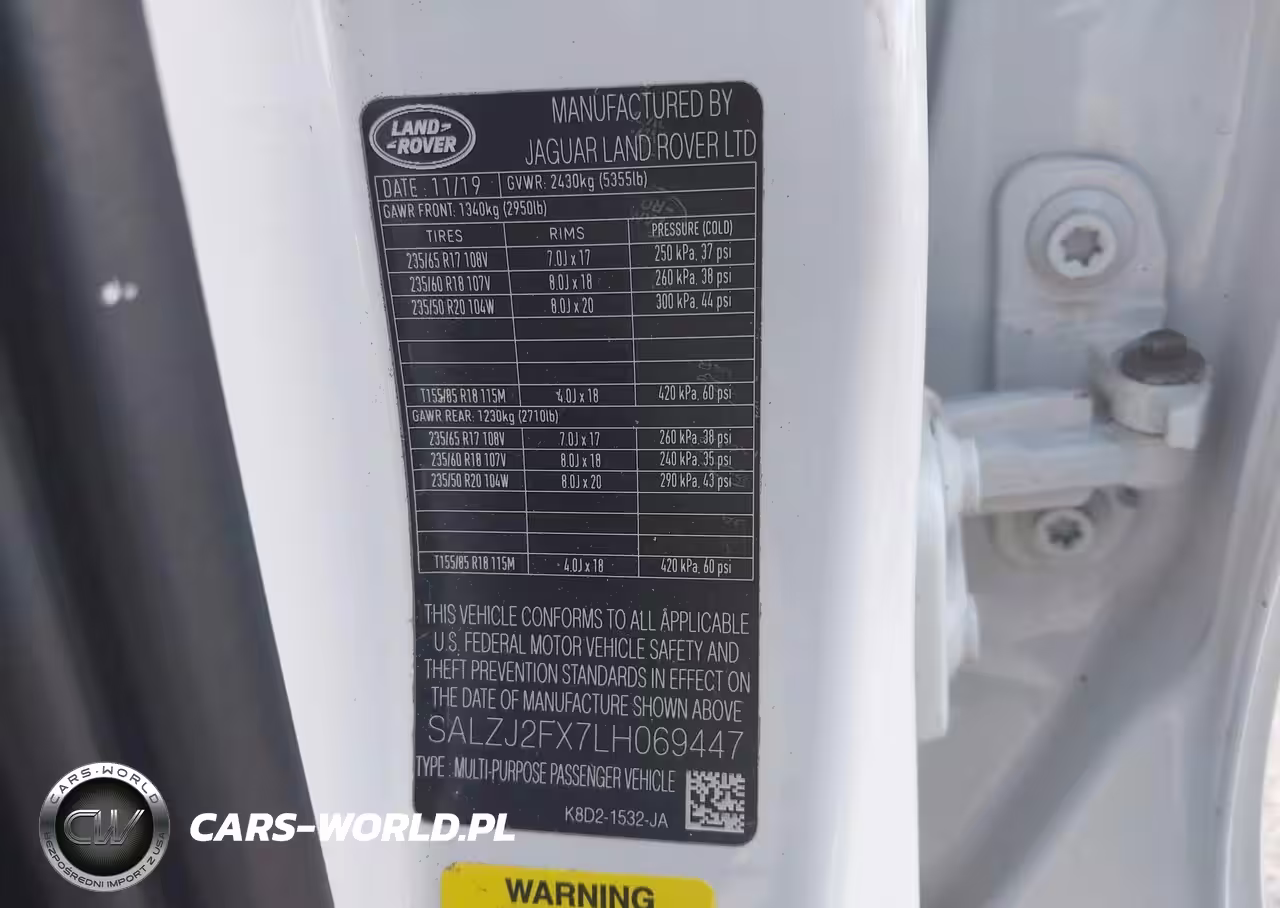 LAND-
-ROVER
MANUFACTURED BY
JAGUAR LAND ROVER LTD
DATE : 11/19 GVWR: 2430kg (5355lb)
GAWR FRONT: 1340kg (2950lb)
TIRES RIMS PRESSURE (COLD)
235/65 R17 108V 7.0J x 17 250 kPa, 37 psi
235/60 R18 107V 8.0J x 18 260 kPa, 38 psi
235/50 R20 104W 8.0J x 20 300 kPa, 44 psi
T155/85 R18 115M 4.0J x 18 420 kPa, 60 psi
GAWR REAR: 1230kg (2710lb)
235/65 R17 108V 7.0J x 17 260 kPa, 38 psi
235/60 R18 107V 8.0J x 18 240 kPa, 35 psi
235/50 R20 104W 8.0J x 20 290 kPa, 43 psi
T155/85 R18 115M 4.0J x 18 420 kPa, 60 psi
THIS VEHICLE CONFORMS TO ALL APPLICABLE
U.S. FEDERAL MOTOR VEHICLE SAFETY AND
THEFT PREVENTION STANDARDS IN EFFECT ON
THE DATE OF MANUFACTURE SHOWN ABOVE
SALZJ2FX7LH069447
TYPE : MULTI-PURPOSE PASSENGER VEHICLE
K8D2-1532-JA
WARNING
CARS-WORLD
CW
BEZPOŚREDNI IMPORT Z USA
CARS-WORLD.PL